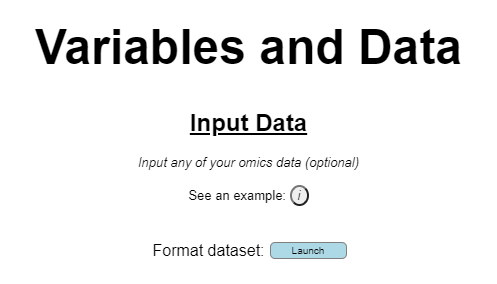 Variables and Data
Input Data
Input any of your omics data (optional)
See an example: i
Format dataset: Launch